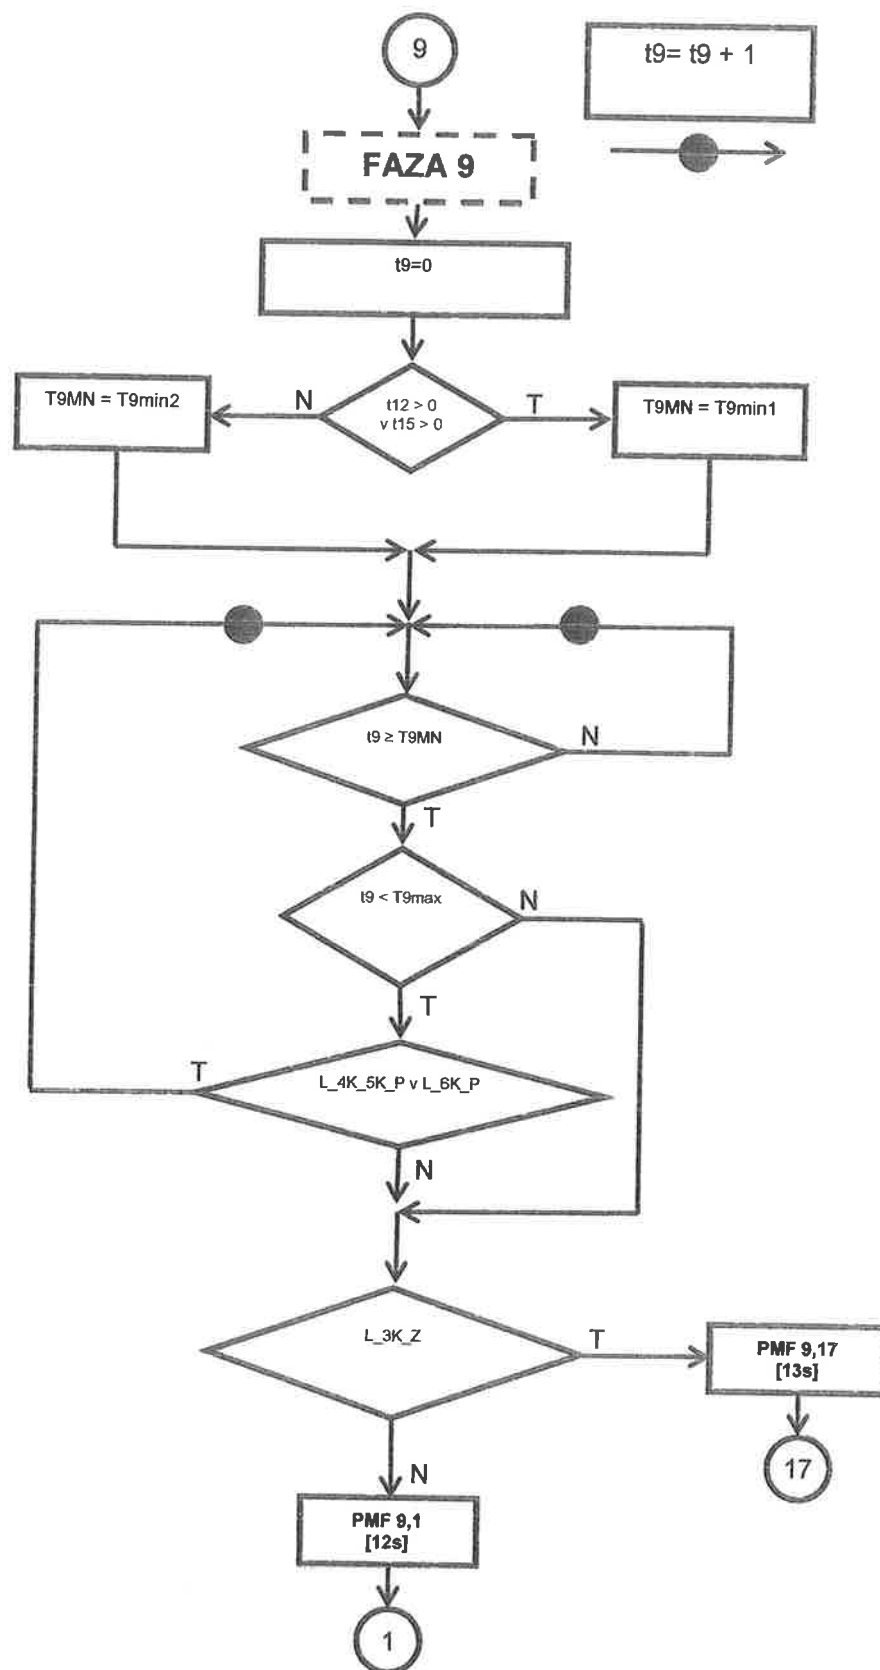 9
t9= t9 + 1
FAZA 9
t9=0
T9MN = T9min2
N
t12 > 0
v t15 > 0
T
T9MN = T9min1
t9 ≥ T9MN
N
T
t9 < T9max
N
T
T
L_4K_5K_P v L_6K_P
N
L_3K_Z
T
PMF 9,17
[13s]
17
N
PMF 9,1
[12s]
1